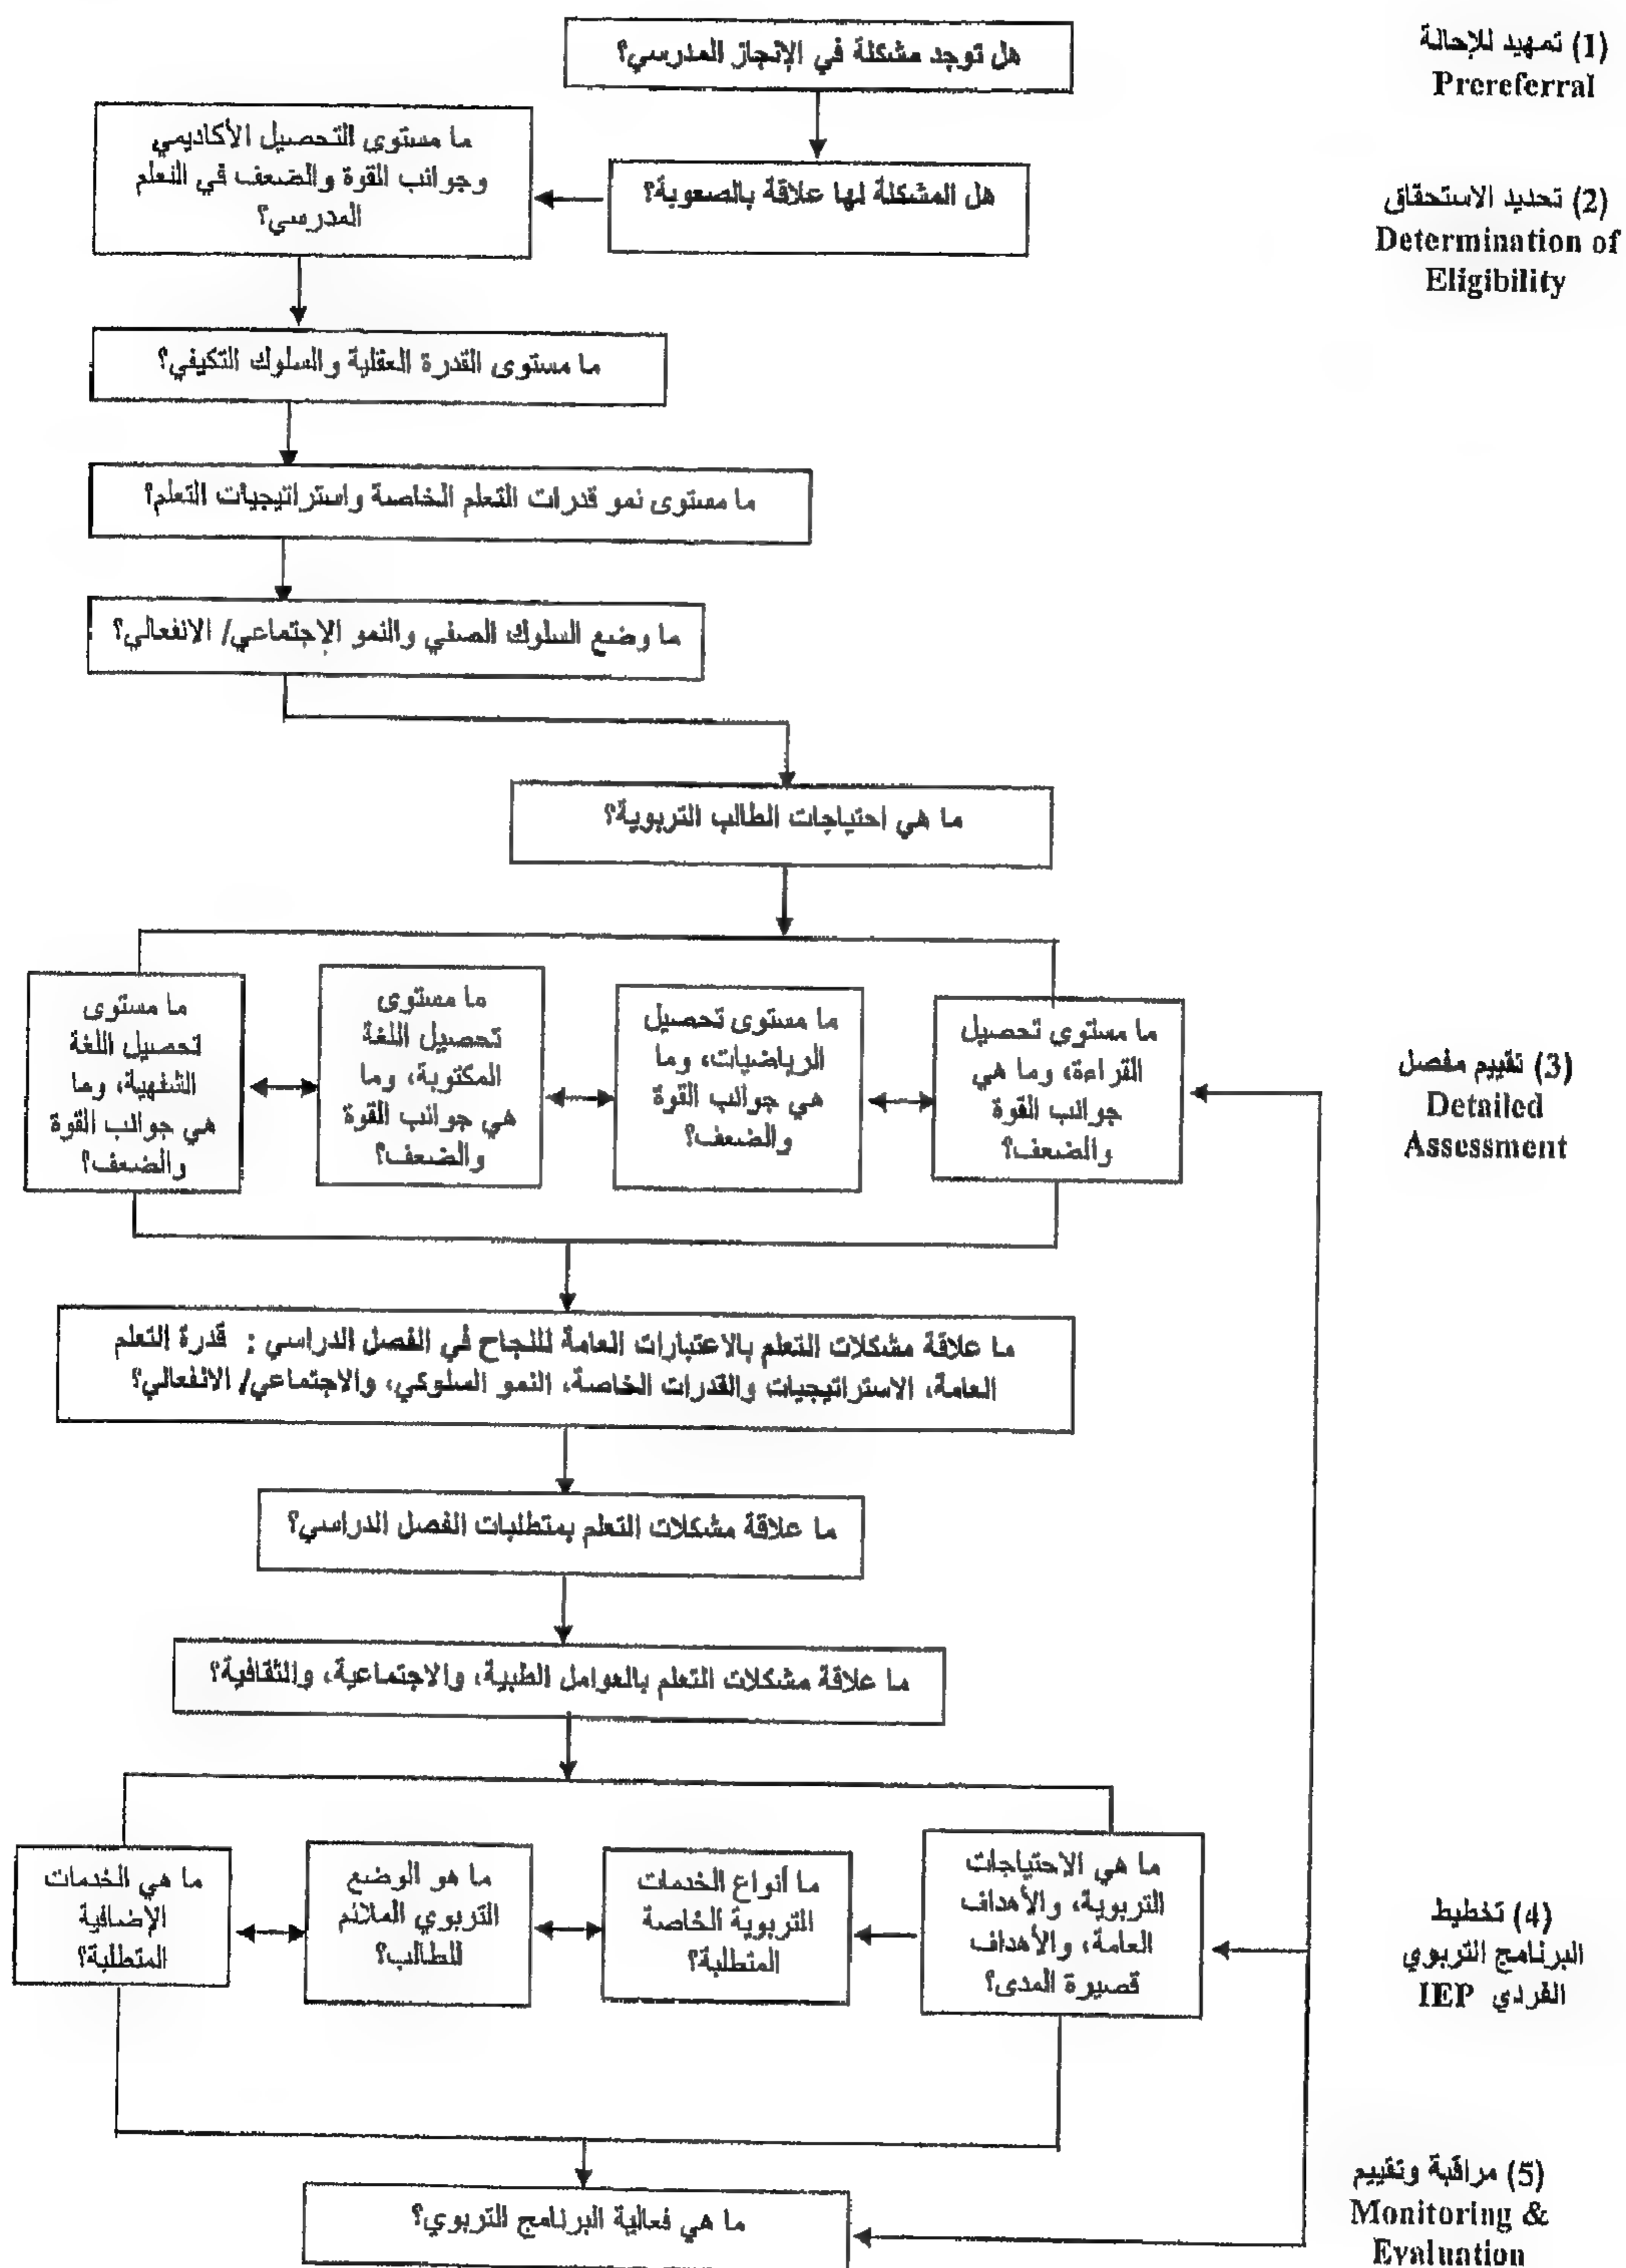 هل توجد مشكلة في الإنجاز المدرسي؟
(1) تمهيد للإحالة
Prereferral
هل المشكلة لها علاقة بالصعوبة؟
ما مستوى التحصيل الأكاديمي
وجوانب القوة والضعف في التعلم
المدرسي؟
(2) تحديد الاستحقاق
Determination of
Eligibility
ما مستوى القدرة العقلية والسلوك التكيفي؟
ما مستوى نمو قدرات التعلم الخاصة واستراتيجيات التعلم؟
ما وضع السلوك الصفي والنمو الإجتماعي/ الانفعالي؟
ما هي احتياجات الطالب التربوية؟
ما مستوى تحصيل
القراءة، وما هي
جوانب القوة
والضعف؟
ما مستوى تحصيل
الرياضيات، وما
هي جوانب القوة
والضعف؟
ما مستوى
تحصيل اللغة
المكتوبة، وما
هي جوانب القوة
والضعف؟
ما مستوى
تحصيل اللغة
الشفهية، وما
هي جوانب القوة
والضعف؟
(3) تقييم مفصل
Detailed
Assessment
ما علاقة مشكلات التعلم بالاعتبارات العامة للنجاح في الفصل الدراسي : قدرة التعلم
العامة، الاستراتيجيات والقدرات الخاصة، النمو السلوكي، والاجتماعي/ الانفعالي؟
ما علاقة مشكلات التعلم بمتطلبات الفصل الدراسي؟
ما علاقة مشكلات التعلم بالعوامل الطبية، والاجتماعية، والثقافية؟
ما هي الاحتياجات
التربوية، والأهداف
العامة، والأهداف
قصيرة المدى؟
ما أنواع الخدمات
التربوية الخاصة
المتطلبة؟
ما هو الوضع
التربوي الملائم
للطالب؟
ما هي الخدمات
الإضافية
المتطلبة؟
(4) تخطيط
البرنامج التربوي
الفردي IEP
ما هي فعالية البرنامج التربوي؟
(5) مراقبة وتقييم
Monitoring &
Evaluation